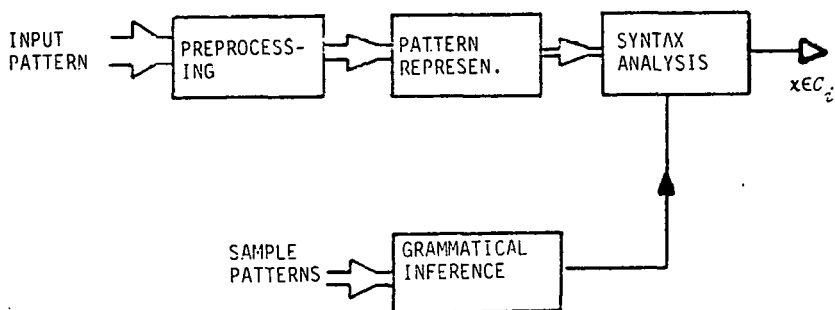 INPUT
PATTERN
PREPROCESS-
ING
PATTERN
REPRESEN.
SYNTAX
ANALYSIS
x∈C_i
SAMPLE
PATTERNS
GRAMMATICAL
INFERENCE